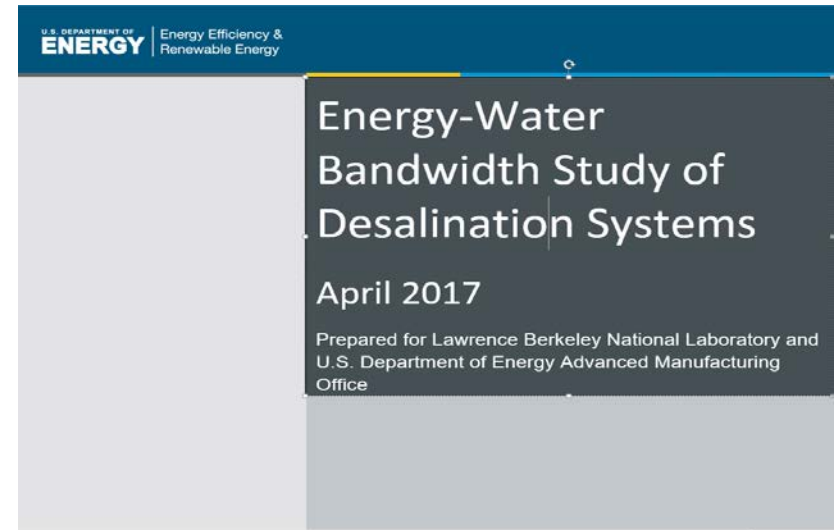 U.S. DEPARTMENT OF
ENERGY
Energy Efficiency &
Renewable Energy
Energy-Water
Bandwidth Study of
Desalination Systems
April 2017
Prepared for Lawrence Berkeley National Laboratory and
U.S. Department of Energy Advanced Manufacturing
Office